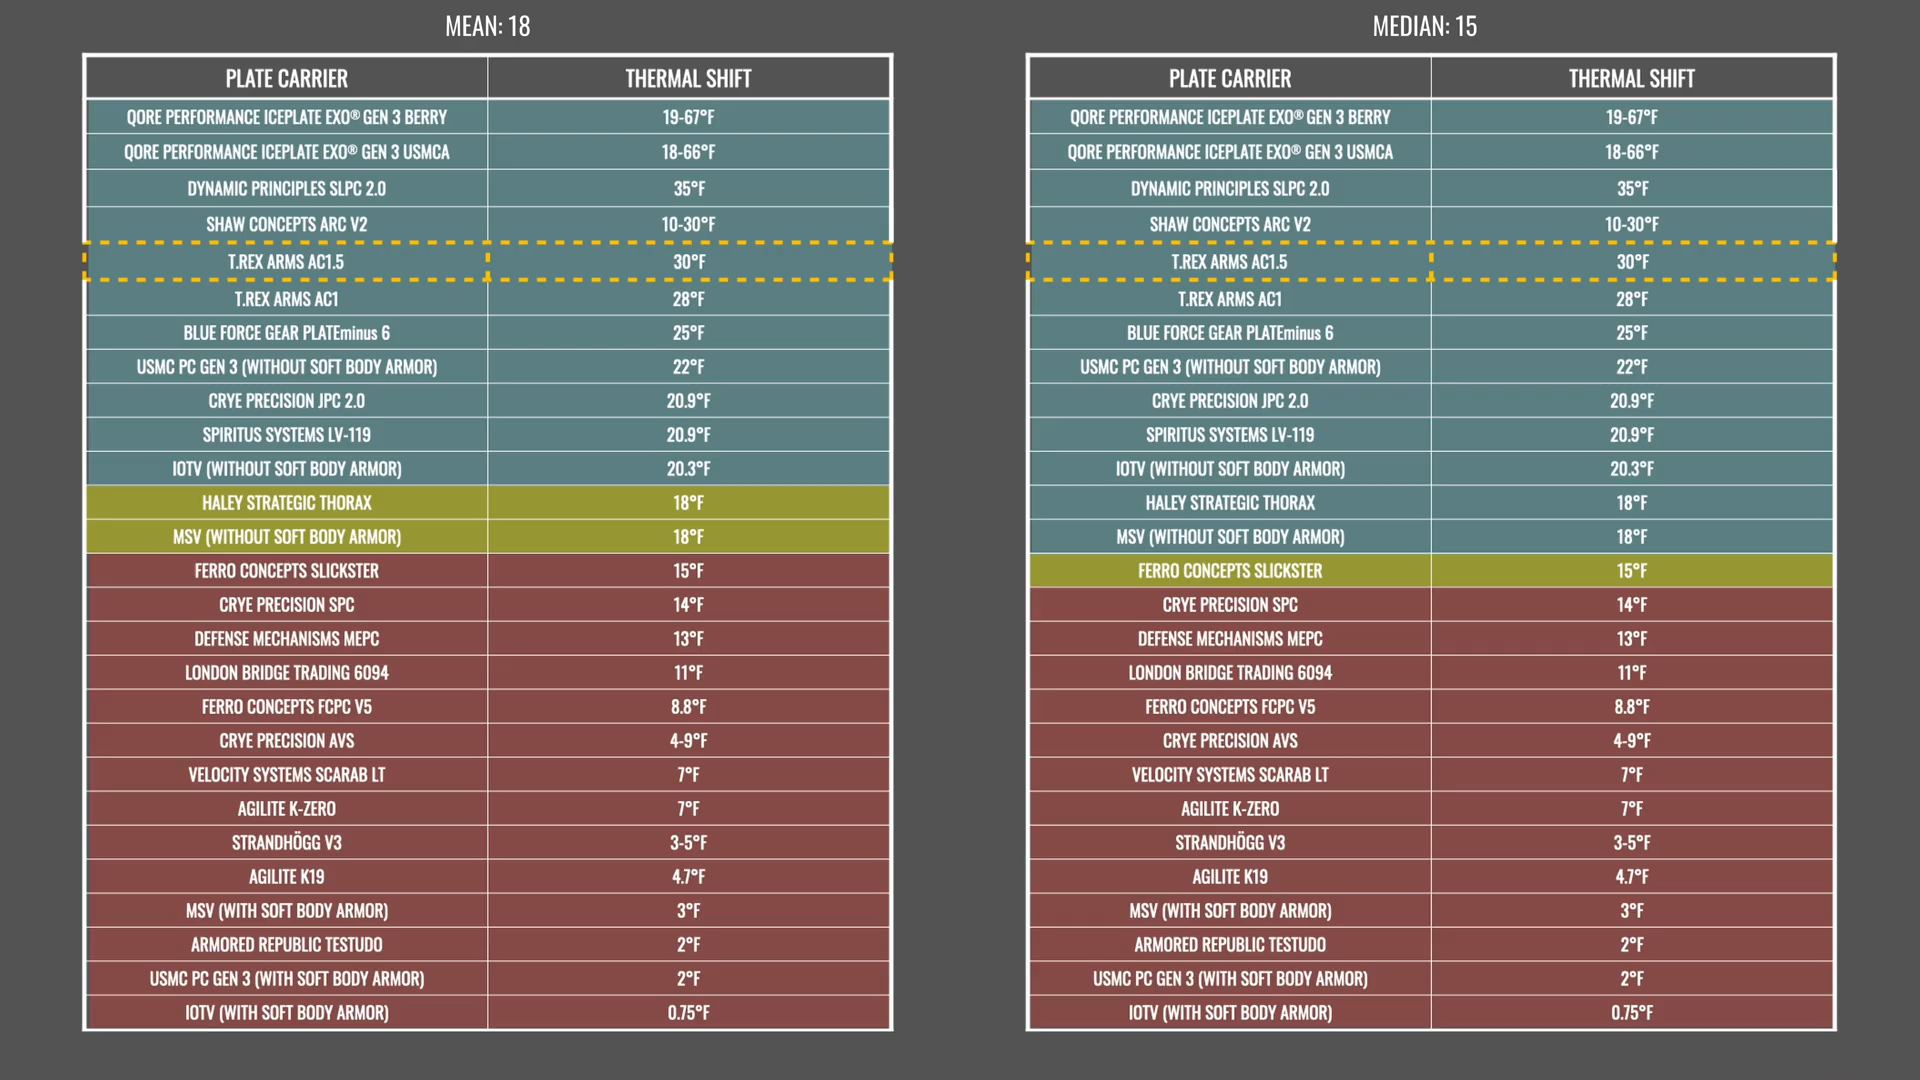 MEAN: 18
PLATE CARRIER THERMAL SHIFT
QORE PERFORMANCE ICEPLATE EXO® GEN 3 BERRY 19-67°F
QORE PERFORMANCE ICEPLATE EXO® GEN 3 USMCA 18-66°F
DYNAMIC PRINCIPLES SLPC 2.0 35°F
SHAW CONCEPTS ARC V2 10-30°F
T.REX ARMS AC1.5 30°F
T.REX ARMS AC1 28°F
BLUE FORCE GEAR PLATEminus 6 25°F
USMC PC GEN 3 (WITHOUT SOFT BODY ARMOR) 22°F
CRYE PRECISION JPC 2.0 20.9°F
SPIRITUS SYSTEMS LV-119 20.9°F
IOTV (WITHOUT SOFT BODY ARMOR) 20.3°F
HALEY STRATEGIC THORAX 18°F
MSV (WITHOUT SOFT BODY ARMOR) 18°F
FERRO CONCEPTS SLICKSTER 15°F
CRYE PRECISION SPC 14°F
DEFENSE MECHANISMS MEPC 13°F
LONDON BRIDGE TRADING 6094 11°F
FERRO CONCEPTS FCPC V5 8.8°F
CRYE PRECISION AVS 4-9°F
VELOCITY SYSTEMS SCARAB LT 7°F
AGILITE K-ZERO 7°F
STRANDHÖGG V3 3-5°F
AGILITE K19 4.7°F
MSV (WITH SOFT BODY ARMOR) 3°F
ARMORED REPUBLIC TESTUDO 2°F
USMC PC GEN 3 (WITH SOFT BODY ARMOR) 2°F
IOTV (WITH SOFT BODY ARMOR) 0.75°F
MEDIAN: 15
PLATE CARRIER THERMAL SHIFT
QORE PERFORMANCE ICEPLATE EXO® GEN 3 BERRY 19-67°F
QORE PERFORMANCE ICEPLATE EXO® GEN 3 USMCA 18-66°F
DYNAMIC PRINCIPLES SLPC 2.0 35°F
SHAW CONCEPTS ARC V2 10-30°F
T.REX ARMS AC1.5 30°F
T.REX ARMS AC1 28°F
BLUE FORCE GEAR PLATEminus 6 25°F
USMC PC GEN 3 (WITHOUT SOFT BODY ARMOR) 22°F
CRYE PRECISION JPC 2.0 20.9°F
SPIRITUS SYSTEMS LV-119 20.9°F
IOTV (WITHOUT SOFT BODY ARMOR) 20.3°F
HALEY STRATEGIC THORAX 18°F
MSV (WITHOUT SOFT BODY ARMOR) 18°F
FERRO CONCEPTS SLICKSTER 15°F
CRYE PRECISION SPC 14°F
DEFENSE MECHANISMS MEPC 13°F
LONDON BRIDGE TRADING 6094 11°F
FERRO CONCEPTS FCPC V5 8.8°F
CRYE PRECISION AVS 4-9°F
VELOCITY SYSTEMS SCARAB LT 7°F
AGILITE K-ZERO 7°F
STRANDHÖGG V3 3-5°F
AGILITE K19 4.7°F
MSV (WITH SOFT BODY ARMOR) 3°F
ARMORED REPUBLIC TESTUDO 2°F
USMC PC GEN 3 (WITH SOFT BODY ARMOR) 2°F
IOTV (WITH SOFT BODY ARMOR) 0.75°F